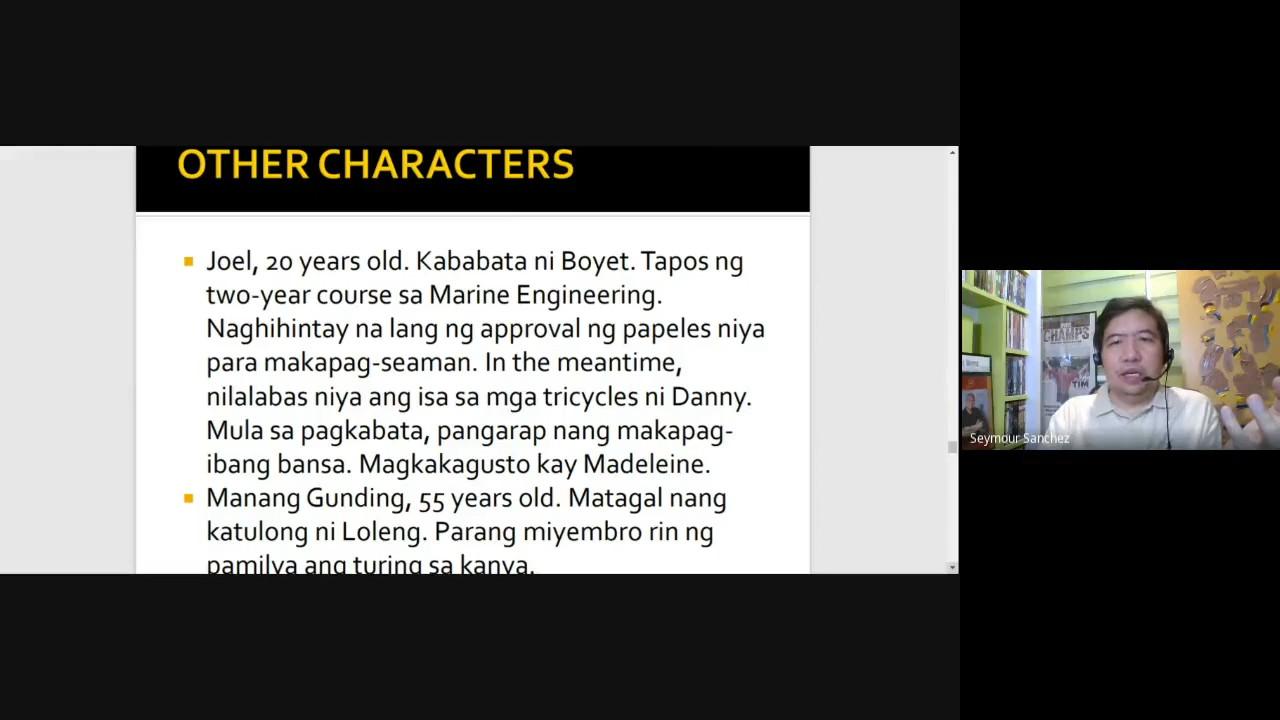 OTHER CHARACTERS
Joel, 20 years old. Kababata ni Boyet. Tapos ng
two-year course sa Marine Engineering.
Naghihintay na lang ng approval ng papeles niya
para makapag-seaman. In the meantime,
nilalabas niya ang isa sa mga tricycles ni Danny.
Mula sa pagkabata, pangarap nang makapag-
ibang bansa. Magkakagusto kay Madeleine.
Manang Gunding, 55 years old. Matagal nang
katulong ni Loleng. Parang miyembro rin ng
pamilya ang turing sa kanya.
CHAMPS
TIM
Seymour Sanchez